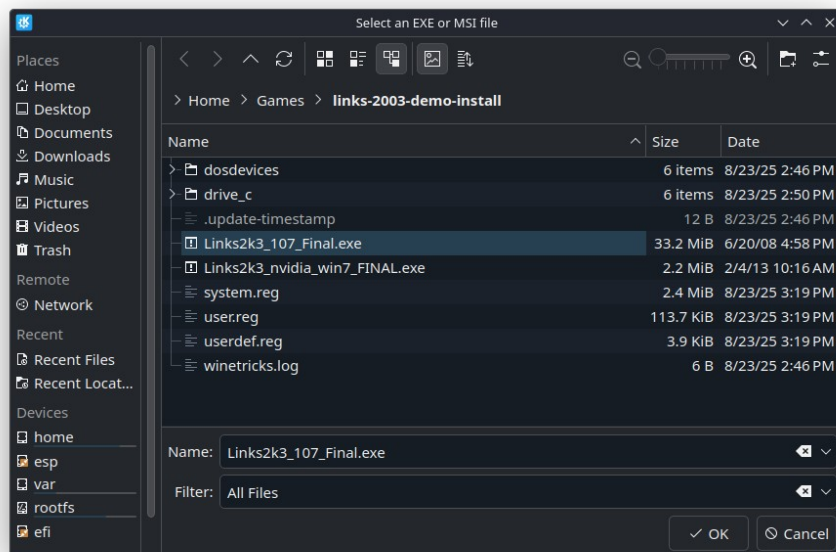 Select an EXE or MSI file
Places
Home
Desktop
Documents
Downloads
Music
Pictures
Videos
Trash
Remote
Network
Recent
Recent Files
Recent Locat...
Devices
home
esp
var
rootfs
efi
> Home > Games > links-2003-demo-install
Name Size Date
dosdevices 6 items 8/23/25 2:46 PM
drive_c 6 items 8/23/25 2:50 PM
.update-timestamp 12 B 8/23/25 2:46 PM
Links2k3_107_Final.exe 33.2 MiB 6/20/08 4:58 PM
Links2k3_nvidia_win7_FINAL.exe 2.2 MiB 2/4/13 10:16 AM
system.reg 2.4 MiB 8/23/25 3:19 PM
user.reg 113.7 KiB 8/23/25 3:19 PM
userdef.reg 3.9 KiB 8/23/25 3:19 PM
winetricks.log 6 B 8/23/25 2:46 PM
Name: Links2k3_107_Final.exe
Filter: All Files
OK Cancel